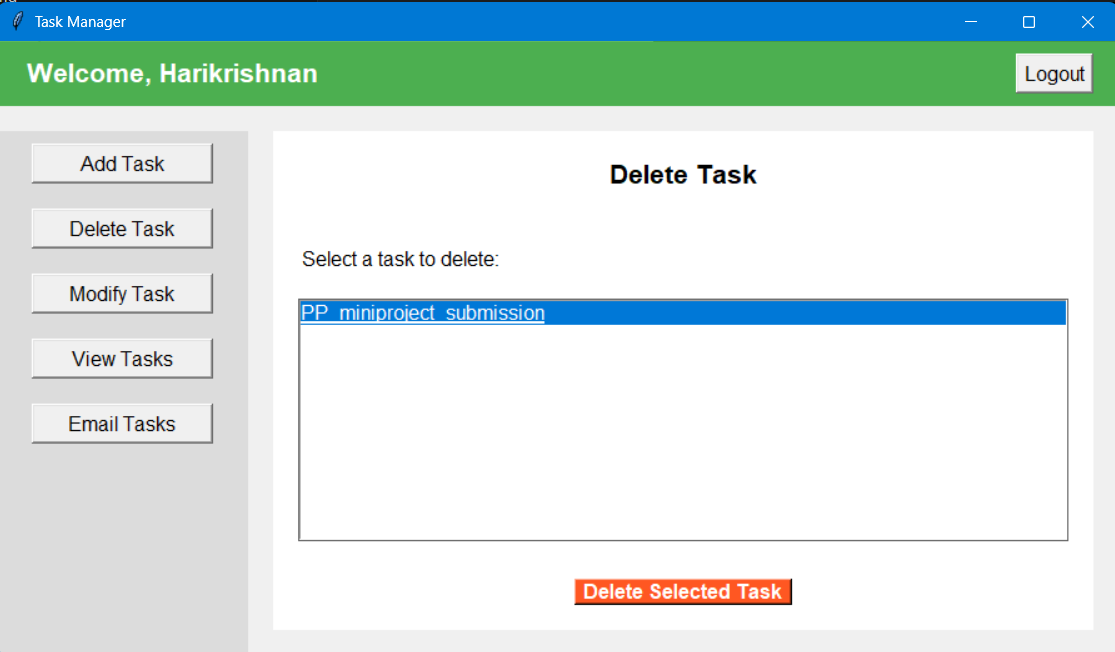 Task Manager
Welcome, Harikrishnan
Logout
Add Task
Delete Task
Modify Task
View Tasks
Email Tasks
Delete Task
Select a task to delete:
PP_miniproject_submission
Delete Selected Task